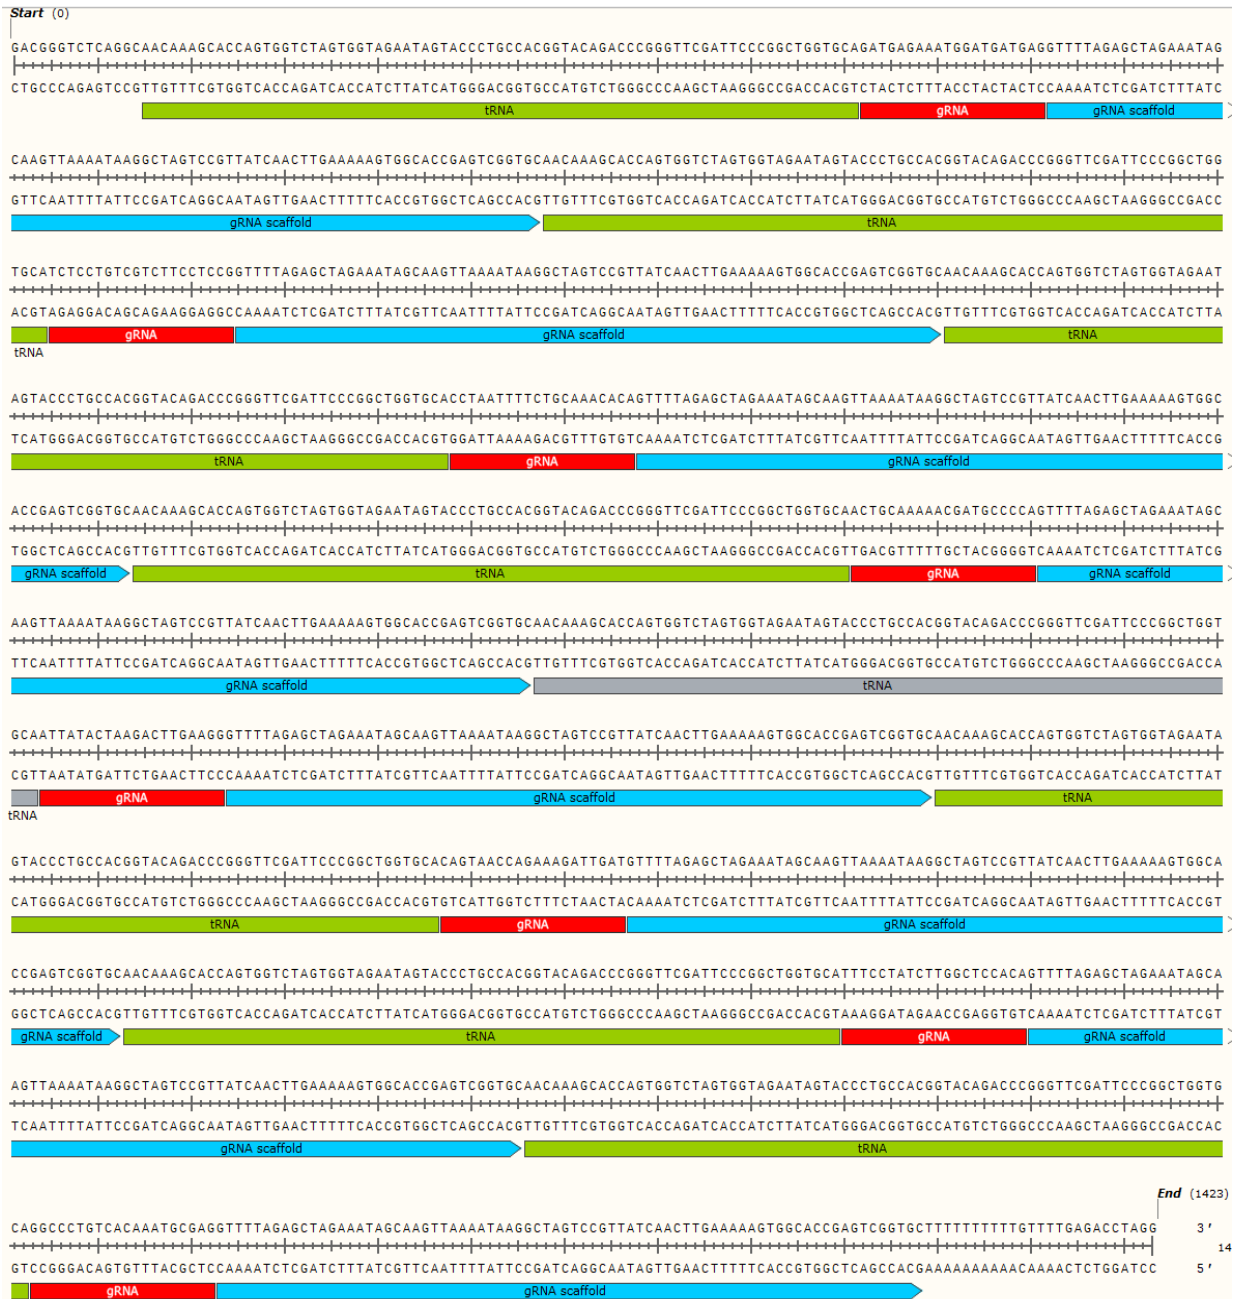 Start (0)
GACGGGTCTCAGGCAACAAAGCACCAGTGGTCTAGTGGTAGAATAGTACCCTGCCACGGTACAGACCCGGGTTCGATTCCCGGCTGGTGCAGATGAGAAATGGATGATGAGGTTTTAGAGCTAGAAATAG
CTGCCCAGAGTCCGTTGTTTCGTGGTCACCAGATCACCATCTTATCATGGGACGGTGCCATGTCTGGGCCCAAGCTAAGGGCCGACCACGTCTACTCTTTACCTACTACTCCAAAATCTCGATCTTTATC
tRNA gRNA gRNA scaffold
CAAGTTAAAATAAGGCTAGTCCGTTATCAACTTGAAAAAGTGGCACCGAGTCGGTGCAACAAAGCACCAGTGGTCTAGTGGTAGAATAGTACCCTGCCACGGTACAGACCCGGGTTCGATTCCCGGCTGG
GTTCAATTTTATTCCGATCAGGCAATAGTTGAACTTTTTCACCGTGGCTCAGCCACGTTGTTTCGTGGTCACCAGATCACCATCTTATCATGGGACGGTGCCATGTCTGGGCCCAAGCTAAGGGCCGACC
gRNA scaffold tRNA
TGCATCTCCTGTCGTCTTCCTCCGGTTTTAGAGCTAGAAATAGCAAGTTAAAATAAGGCTAGTCCGTTATCAACTTGAAAAAGTGGCACCGAGTCGGTGCAACAAAGCACCAGTGGTCTAGTGGTAGAAT
ACGTAGAGGACAGCAGAAGGAGGCCAAAATCTCGATCTTTATCGTTCAATTTTATTCCGATCAGGCAATAGTTGAACTTTTTCACCGTGGCTCAGCCACGTTGTTTCGTGGTCACCAGATCACCATCTTA
gRNA gRNA scaffold tRNA
tRNA
AGTACCCTGCCACGGTACAGACCCGGGTTCGATTCCCGGCTGGTGCACCTAATTTTCTGCAAACACAGTTTTAGAGCTAGAAATAGCAAGTTAAAATAAGGCTAGTCCGTTATCAACTTGAAAAAGTGGC
TCATGGGACGGTGCCATGTCTGGGCCCAAGCTAAGGGCCGACCACGTGGATTAAAAGACGTTTGTGTCAAAATCTCGATCTTTATCGTTCAATTTTATTCCGATCAGGCAATAGTTGAACTTTTTCACCG
tRNA gRNA gRNA scaffold
ACCGAGTCGGTGCAACAAAGCACCAGTGGTCTAGTGGTAGAATAGTACCCTGCCACGGTACAGACCCGGGTTCGATTCCCGGCTGGTGCAACTGCAAAAACGATGCCCCAGTTTTAGAGCTAGAAATAGC
TGGCTCAGCCACGTTGTTTCGTGGTCACCAGATCACCATCTTATCATGGGACGGTGCCATGTCTGGGCCCAAGCTAAGGGCCGACCACGTTGACGTTTTTGCTACGGGGTCAAAATCTCGATCTTTATCG
gRNA scaffold tRNA gRNA gRNA scaffold
AAGTTAAAATAAGGCTAGTCCGTTATCAACTTGAAAAAGTGGCACCGAGTCGGTGCAACAAAGCACCAGTGGTCTAGTGGTAGAATAGTACCCTGCCACGGTACAGACCCGGGTTCGATTCCCGGCTGGT
TTCAATTTTATTCCGATCAGGCAATAGTTGAACTTTTTCACCGTGGCTCAGCCACGTTGTTTCGTGGTCACCAGATCACCATCTTATCATGGGACGGTGCCATGTCTGGGCCCAAGCTAAGGGCCGACCA
gRNA scaffold tRNA
GCAATTATACTAAGACTTGAAGGGTTTTAGAGCTAGAAATAGCAAGTTAAAATAAGGCTAGTCCGTTATCAACTTGAAAAAGTGGCACCGAGTCGGTGCAACAAAGCACCAGTGGTCTAGTGGTAGAATA
CGTTAATATGATTCTGAACTTCCCAAAATCTCGATCTTTATCGTTCAATTTTATTCCGATCAGGCAATAGTTGAACTTTTTCACCGTGGCTCAGCCACGTTGTTTCGTGGTCACCAGATCACCATCTTAT
gRNA gRNA scaffold tRNA
tRNA
GTACCCTGCCACGGTACAGACCCGGGTTCGATTCCCGGCTGGTGCACAGTAACCAGAAAGATTGATGTTTTAGAGCTAGAAATAGCAAGTTAAAATAAGGCTAGTCCGTTATCAACTTGAAAAAGTGGCA
CATGGGACGGTGCCATGTCTGGGCCCAAGCTAAGGGCCGACCACGTGTCATTGGTCTTTCTAACTACAAAATCTCGATCTTTATCGTTCAATTTTATTCCGATCAGGCAATAGTTGAACTTTTTCACCGT
tRNA gRNA gRNA scaffold
CCGAGTCGGTGCAACAAAGCACCAGTGGTCTAGTGGTAGAATAGTACCCTGCCACGGTACAGACCCGGGTTCGATTCCCGGCTGGTGCATTTCCTATCTTGGCTCCACAGTTTTAGAGCTAGAAATAGCA
GGCTCAGCCACGTTGTTTCGTGGTCACCAGATCACCATCTTATCATGGGACGGTGCCATGTCTGGGCCCAAGCTAAGGGCCGACCACGTAAAGGATAGAACCGAGGTGTCAAAATCTCGATCTTTATCGT
gRNA scaffold tRNA gRNA gRNA scaffold
AGTTAAAATAAGGCTAGTCCGTTATCAACTTGAAAAAGTGGCACCGAGTCGGTGCAACAAAGCACCAGTGGTCTAGTGGTAGAATAGTACCCTGCCACGGTACAGACCCGGGTTCGATTCCCGGCTGGTG
TCAATTTTATTCCGATCAGGCAATAGTTGAACTTTTTCACCGTGGCTCAGCCACGTTGTTTCGTGGTCACCAGATCACCATCTTATCATGGGACGGTGCCATGTCTGGGCCCAAGCTAAGGGCCGACCAC
gRNA scaffold tRNA
End (1423)
CAGGCCCTGTCACAAATGCGAGGTTTTAGAGCTAGAAATAGCAAGTTAAAATAAGGCTAGTCCGTTATCAACTTGAAAAAGTGGCACCGAGTCGGTGCTTTTTTTTTTGTTTTGAGACCTAGG 3'
14
GTCCGGGACAGTGTTTACGCTCCAAAATCTCGATCTTTATCGTTCAATTTTATTCCGATCAGGCAATAGTTGAACTTTTTCACCGTGGCTCAGCCACGAAAAAAAAAACAAAACTCTGGATCC 5'
gRNA gRNA scaffold